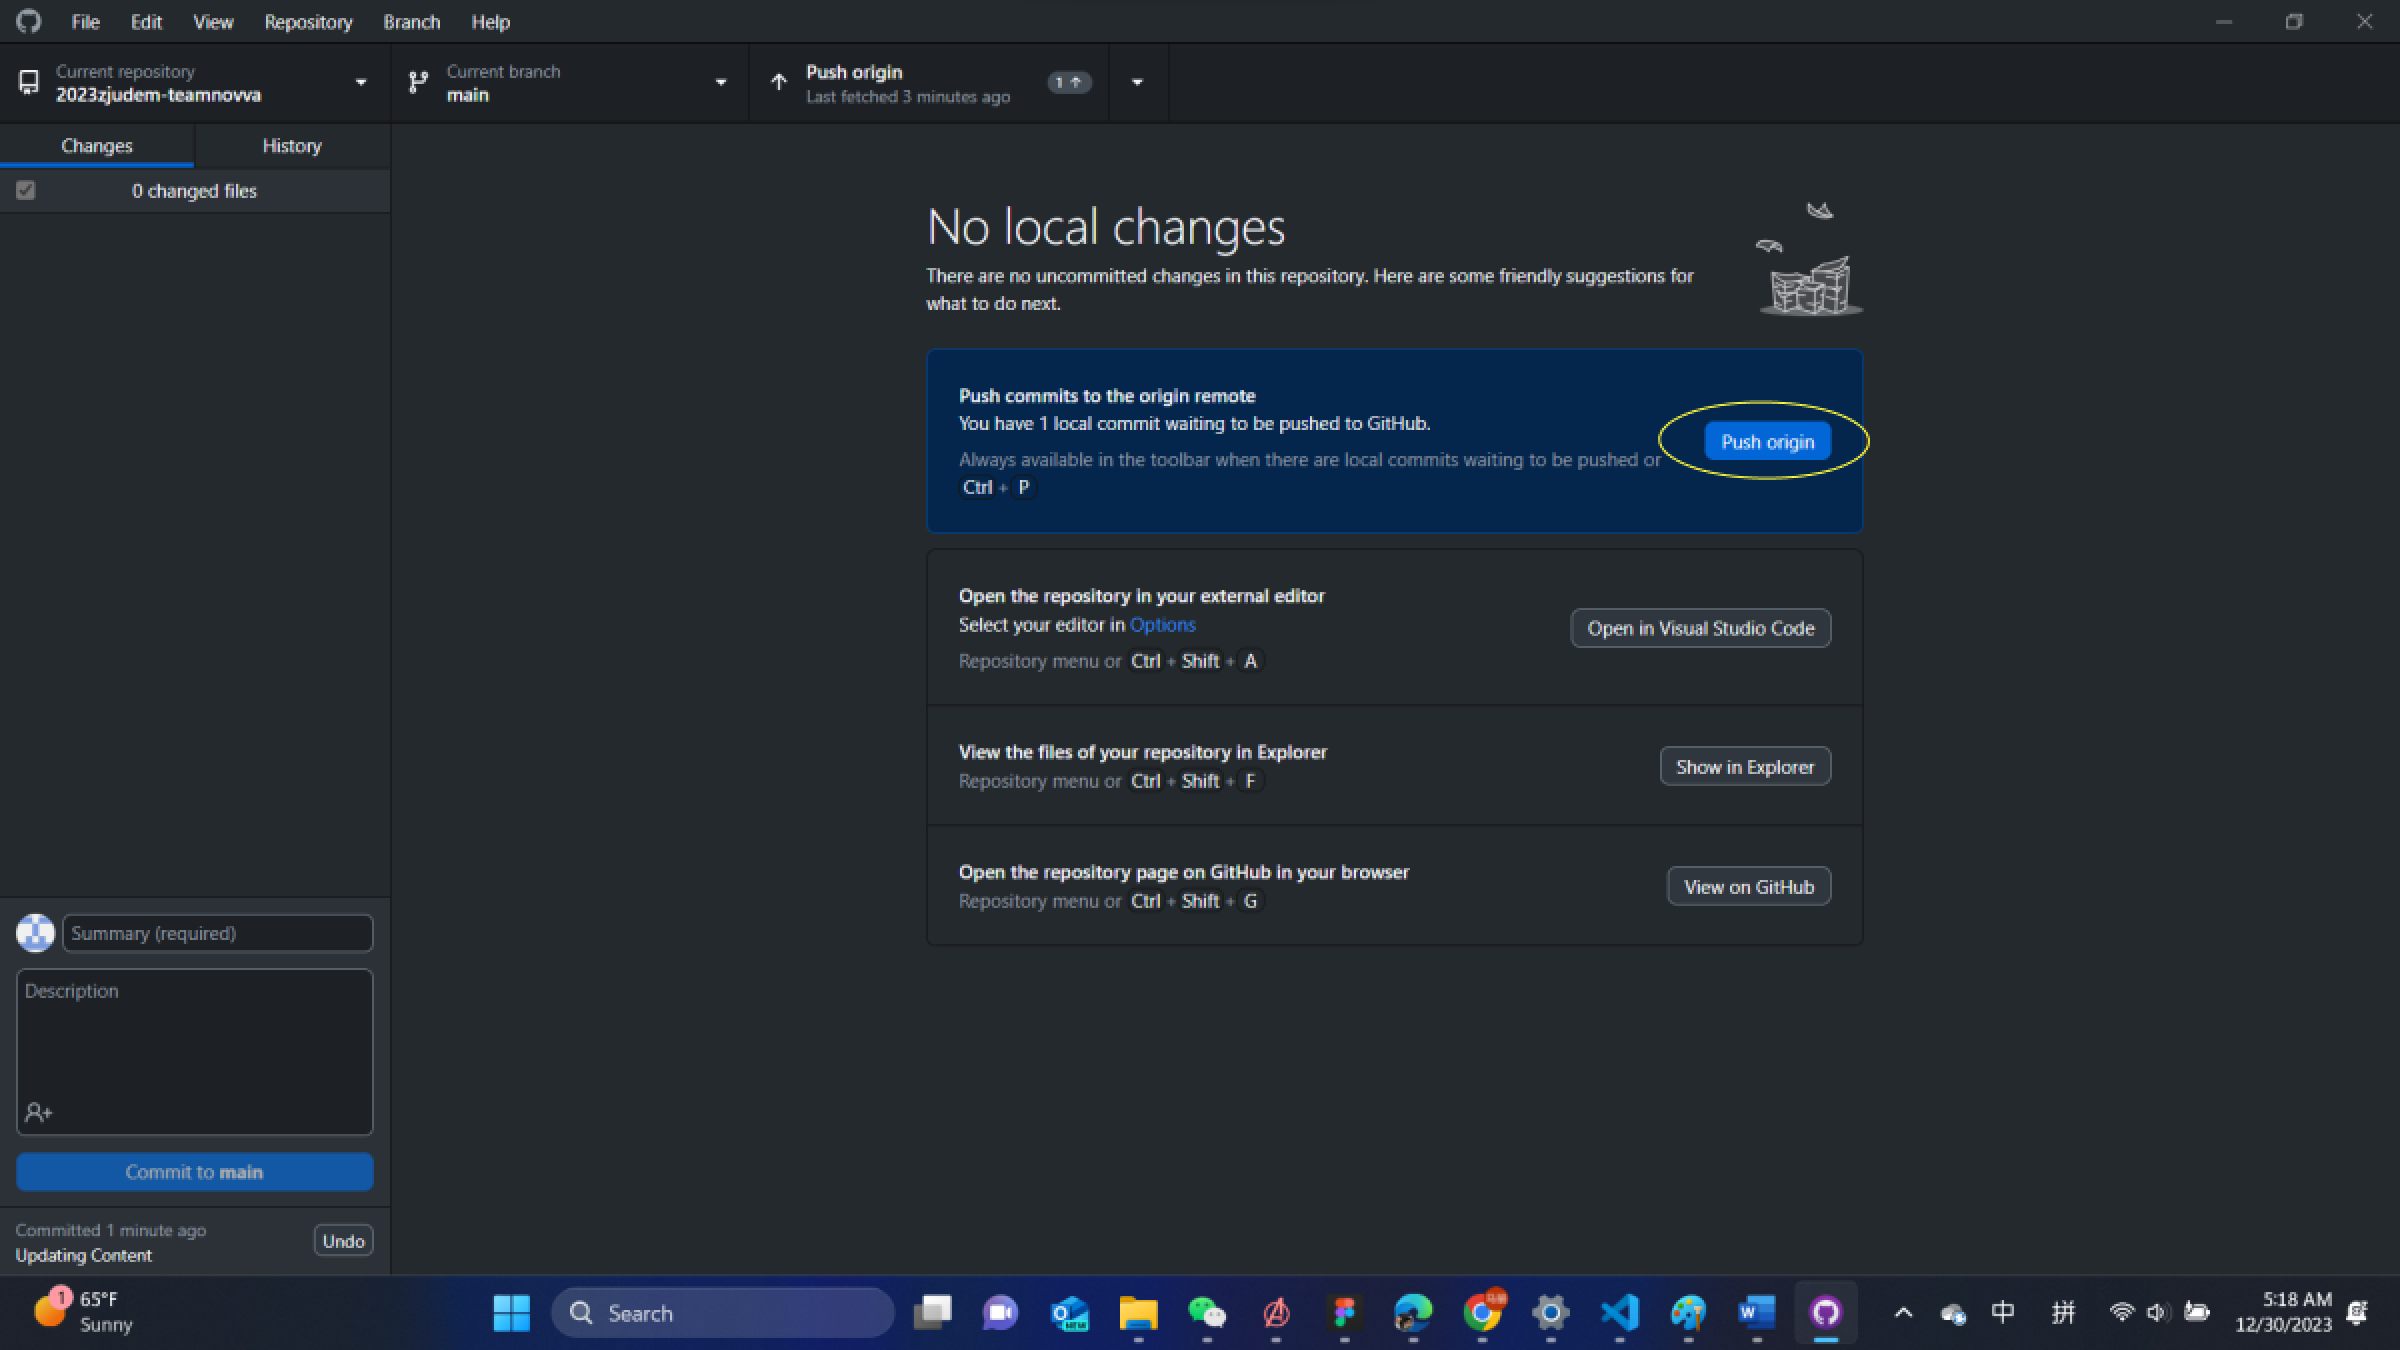 File Edit View Repository Branch Help
Current repository
2023zjudem-teamnovva
Current branch
main
Push origin
Last fetched 3 minutes ago
1
Changes History
0 changed files
No local changes
There are no uncommitted changes in this repository. Here are some friendly suggestions for
what to do next.
Push commits to the origin remote
You have 1 local commit waiting to be pushed to GitHub.
Always available in the toolbar when there are local commits waiting to be pushed or
Ctrl + P
Push origin
Open the repository in your external editor
Select your editor in Options
Repository menu or Ctrl + Shift + A
Open in Visual Studio Code
View the files of your repository in Explorer
Repository menu or Ctrl + Shift + F
Show in Explorer
Open the repository page on GitHub in your browser
Repository menu or Ctrl + Shift + G
View on GitHub
Summary (required)
Description
Commit to main
Committed 1 minute ago
Updating Content
Undo
1
65°F
Sunny
Search
NEW
中
拼
5:18 AM
12/30/2023